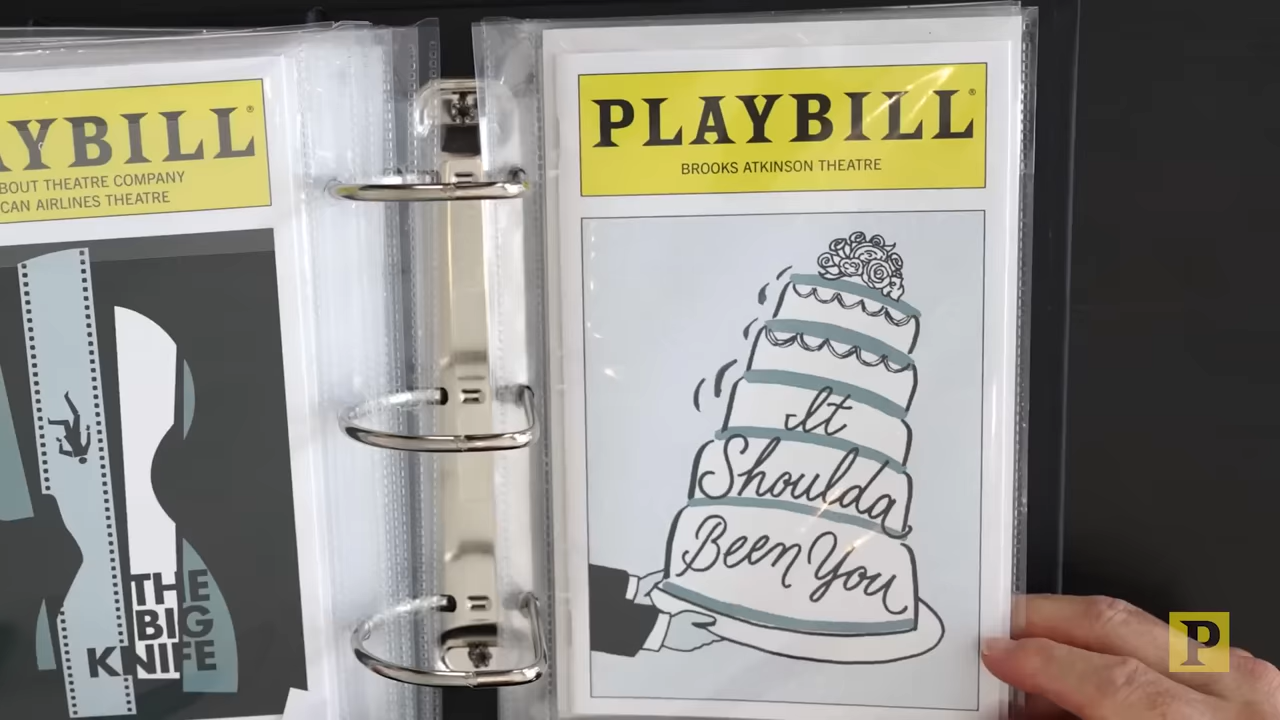 AYBILL®
BOUT THEATRE COMPANY
CAN AIRLINES THEATRE
THE
BIG
KNIFE
PLAYBILL®
BROOKS ATKINSON THEATRE
It
Shoulda
Been You
P